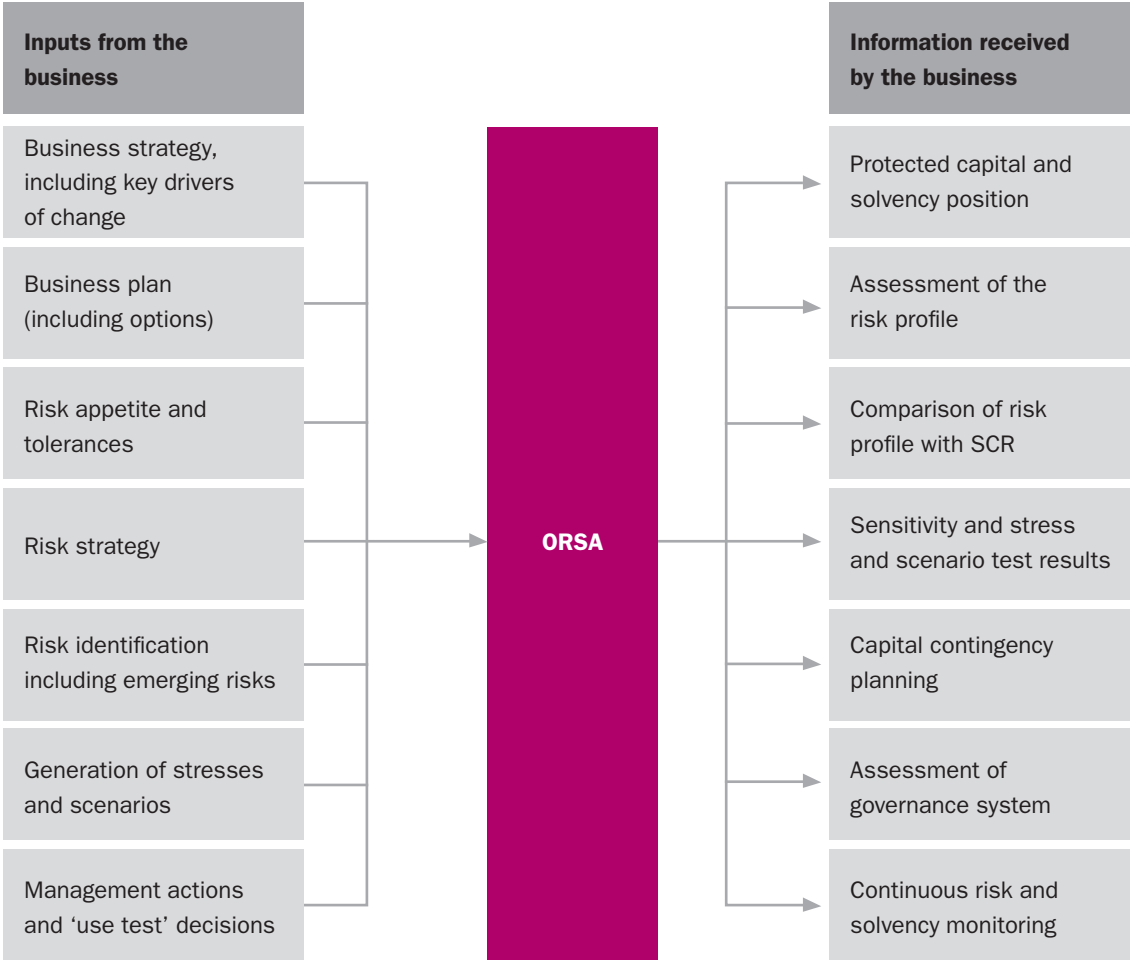 Inputs from the
business
Business strategy,
including key drivers
of change
Business plan
(including options)
Risk appetite and
tolerances
Risk strategy
Risk identification
including emerging risks
Generation of stresses
and scenarios
Management actions
and ‘use test’ decisions
ORSA
Information received
by the business
Protected capital and
solvency position
Assessment of the
risk profile
Comparison of risk
profile with SCR
Sensitivity and stress
and scenario test results
Capital contingency
planning
Assessment of
governance system
Continuous risk and
solvency monitoring